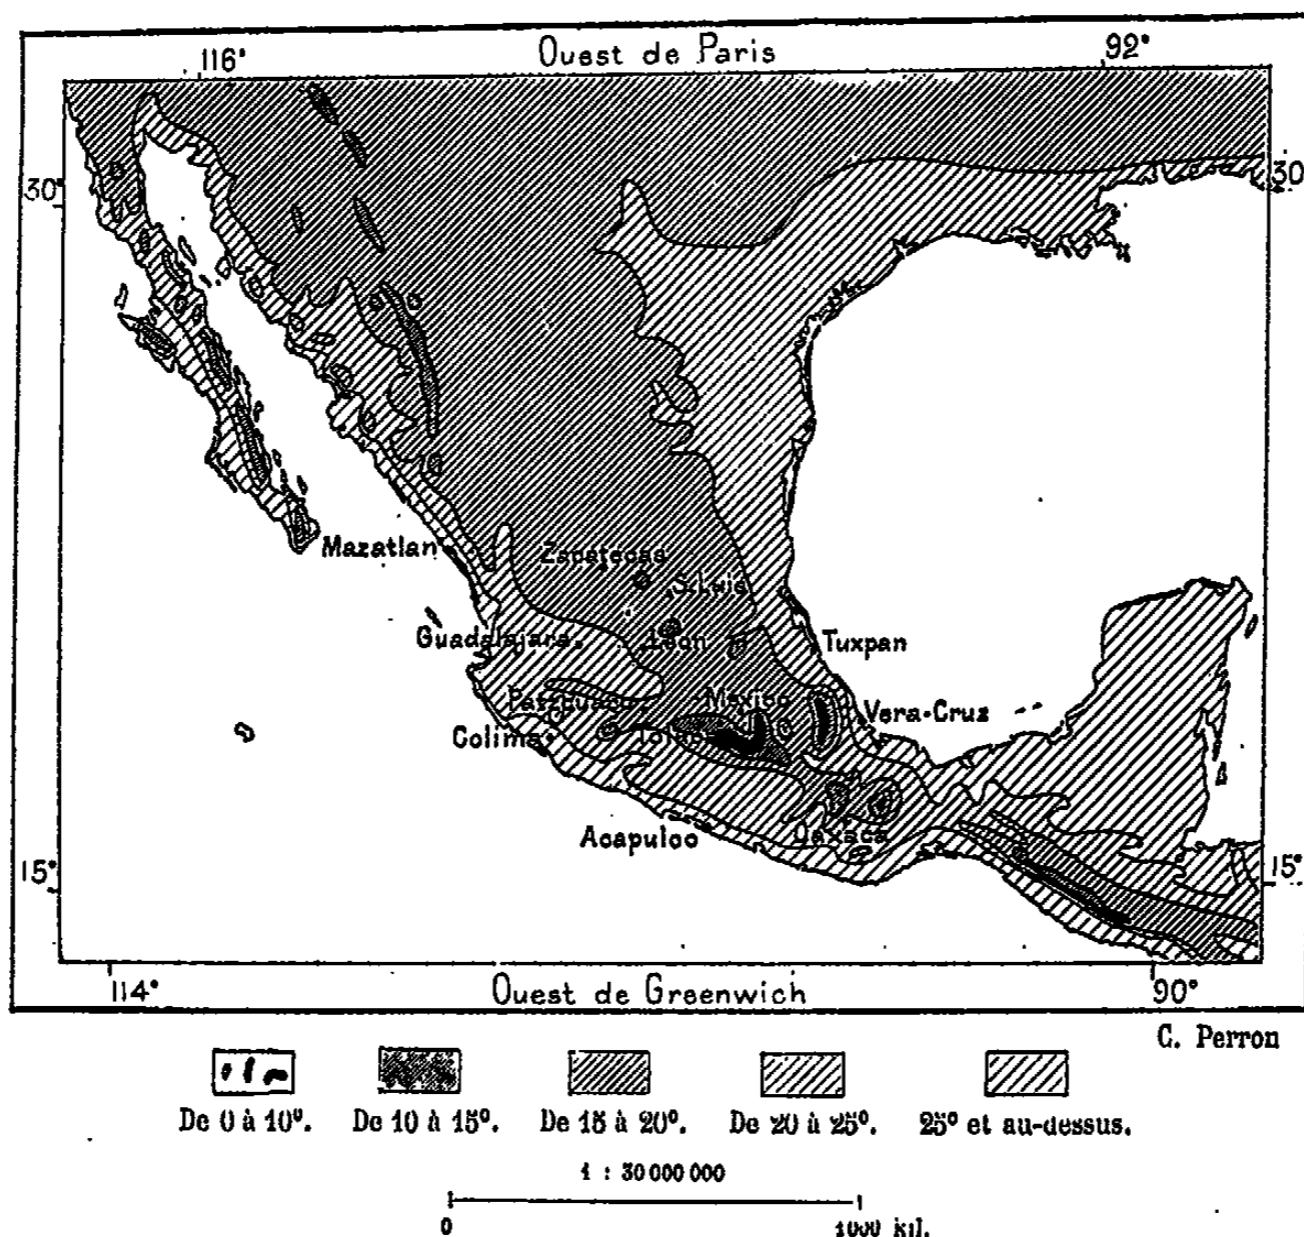 Ouest de Paris
116°
92°
30°
30
Mazatlan
Zacatecas
S. Luis
Guadalajara
Léon
Tuxpan
Patzcuaro
Mexico
Vera-Cruz
Colima
Toluca
Acapulco
Oaxaca
15°
15°
114°
Ouest de Greenwich
90°
C. Perron
De 0 à 10°.
De 10 à 15°.
De 15 à 20°.
De 20 à 25°.
25° et au-dessus.
1 : 30 000 000
0
1000 kil.